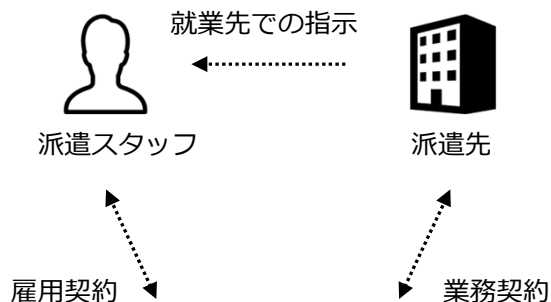 就業先での指示
派遣スタッフ
派遣先
雇用契約
業務契約